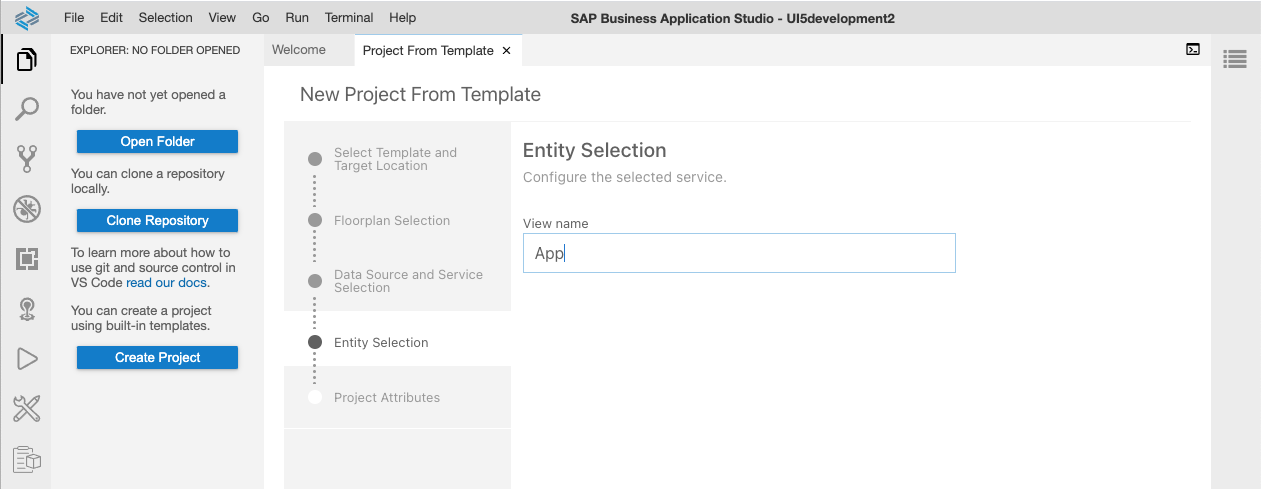 File Edit Selection View Go Run Terminal Help
SAP Business Application Studio - UI5development2
EXPLORER: NO FOLDER OPENED
You have not yet opened a
folder.
Open Folder
You can clone a repository
locally.
Clone Repository
To learn more about how to
use git and source control in
VS Code read our docs.
You can create a project
using built-in templates.
Create Project
Welcome
Project From Template
New Project From Template
Select Template and
Target Location
Floorplan Selection
Data Source and Service
Selection
Entity Selection
Project Attributes
Entity Selection
Configure the selected service.
View name
App